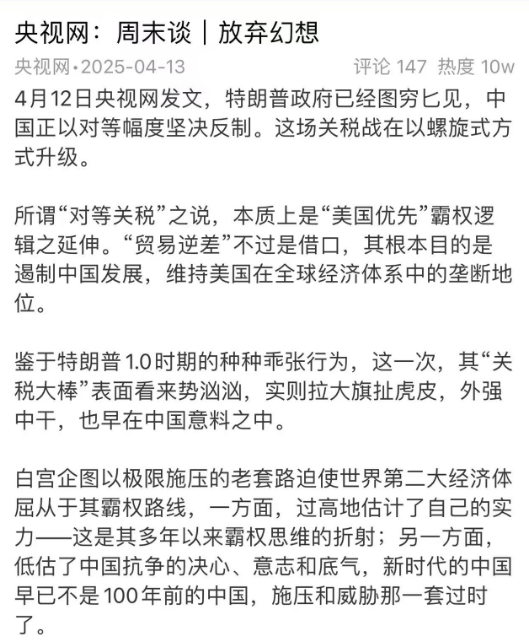 央视网：周末谈｜放弃幻想
央视网·2025-04-13 评论 147 热度 10w
4月12日央视网发文，特朗普政府已经图穷匕见，中
国正以对等幅度坚决反制。这场关税战在以螺旋式方
式升级。
所谓“对等关税”之说，本质上是“美国优先”霸权逻
辑之延伸。“贸易逆差”不过是借口，其根本目的是
遏制中国发展，维持美国在全球经济体系中的垄断地
位。
鉴于特朗普1.0时期的种种乖张行为，这一次，其“关
税大棒”表面看来势汹汹，实则拉大旗扯虎皮，外强
中干，也早在中国意料之中。
白宫企图以极限施压的老套路迫使世界第二大经济体
屈从于其霸权路线，一方面，过高地估计了自己的实
力——这是其多年以来霸权思维的折射；另一方面，
低估了中国抗争的决心、意志和底气，新时代的中国
早已不是100年前的中国，施压和威胁那一套过时
了。